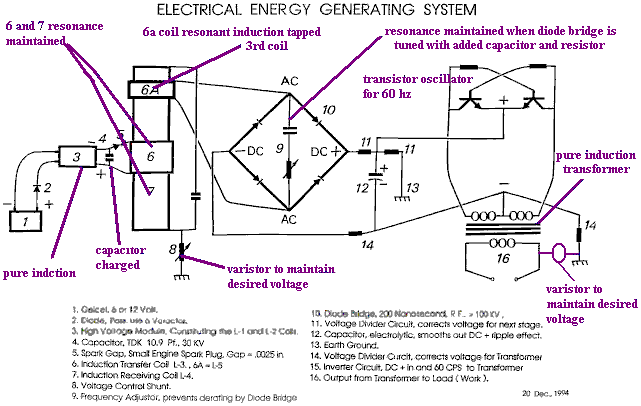 ELECTRICAL ENERGY GENERATING SYSTEM
6 and 7 resonance
maintained
6a coil resonant induction tapped
3rd coil
resonance maintained when diode bridge is
tuned with added capacitor and resistor
transistor oscillator
for 60 hz
AC
6A
10
4
5
3
6
DC
9
DC
11
11
+
2
1
7
12
13
pure induction
transformer
AC
8
14
14
16
pure indction
capacitor
charged
varistor to maintain
desired voltage
varistor to
maintain desired
voltage
1. Gelcel, 6 or 12 Volt.
2. Diode, Poss. use 6 Varactor.
3. High Voltage Module, Constituting the L-1 and L-2 Coils.
4. Capacitor, TDK 10.9 Pf., 30 KV
5. Spark Gap, Small Engine Spark Plug, Gap = .0025 in.
6. Induction Transfer Coil L-3. , 6A = L-5
7. Induction Receiving Coil L-4.
8. Voltage Control Shunt.
9. Frequency Adjustor, prevents derating by Diode Bridge
10. Diode Bridge, 200 Nanosecond, R.F.. = 100 KV .
11. Voltage Divider Circuit, corrects voltage for next stage.
12. Capacitor, electrolytic, smooths out DC + ripple effect.
13. Earth Ground.
14. Voltage Divider Curcit, corrects voltage for Transformer
15. Inverter Circuit, DC + in and 60 CPS to Transformer
16. Output from Transformer to Load ( Work ).
20 Dec., 1994